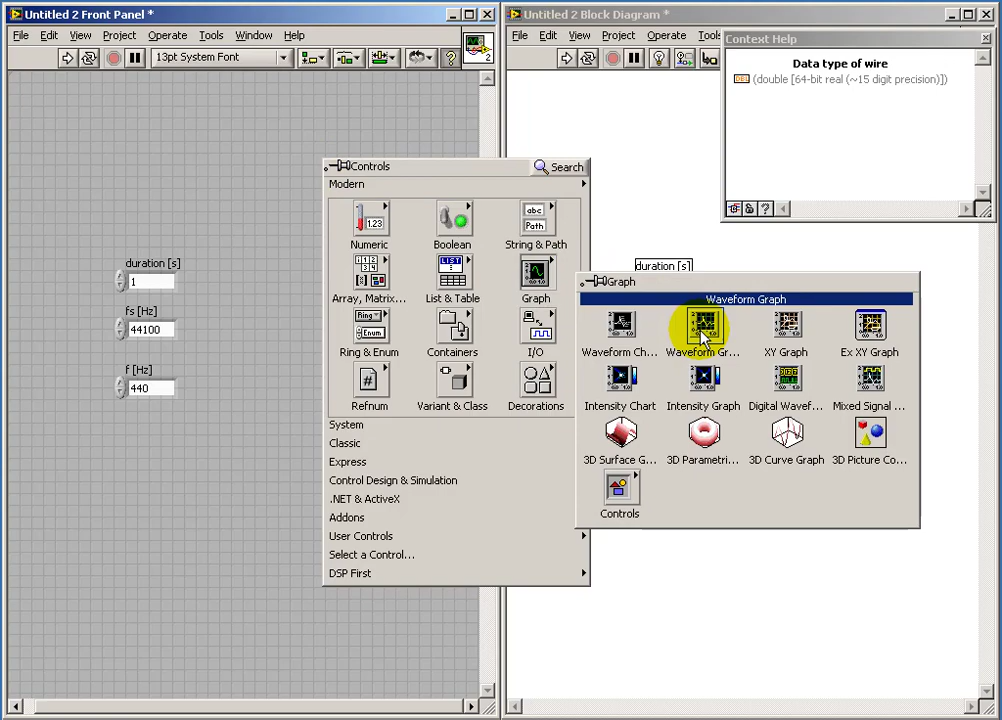 Untitled 2 Front Panel *
File Edit View Project Operate Tools Window Help
13pt System Font
2
duration [s]
1
fs [Hz]
44100
f [Hz]
440
Untitled 2 Block Diagram *
File Edit View Project Operate Tools
Context Help
Data type of wire
DBL (double [64-bit real (~15 digit precision)])
duration [s]
Controls Search
Modern
Numeric Boolean String & Path
Array, Matrix... List & Table Graph
Ring & Enum Containers I/O
Refnum Variant & Class Decorations
System
Classic
Express
Control Design & Simulation
.NET & ActiveX
Addons
User Controls
Select a Control...
DSP First
Graph
Waveform Graph
Waveform Ch... Waveform Gr... XY Graph Ex XY Graph
Intensity Chart Intensity Graph Digital Wavef... Mixed Signal ...
3D Surface G... 3D Parametri... 3D Curve Graph 3D Picture Co...
Controls